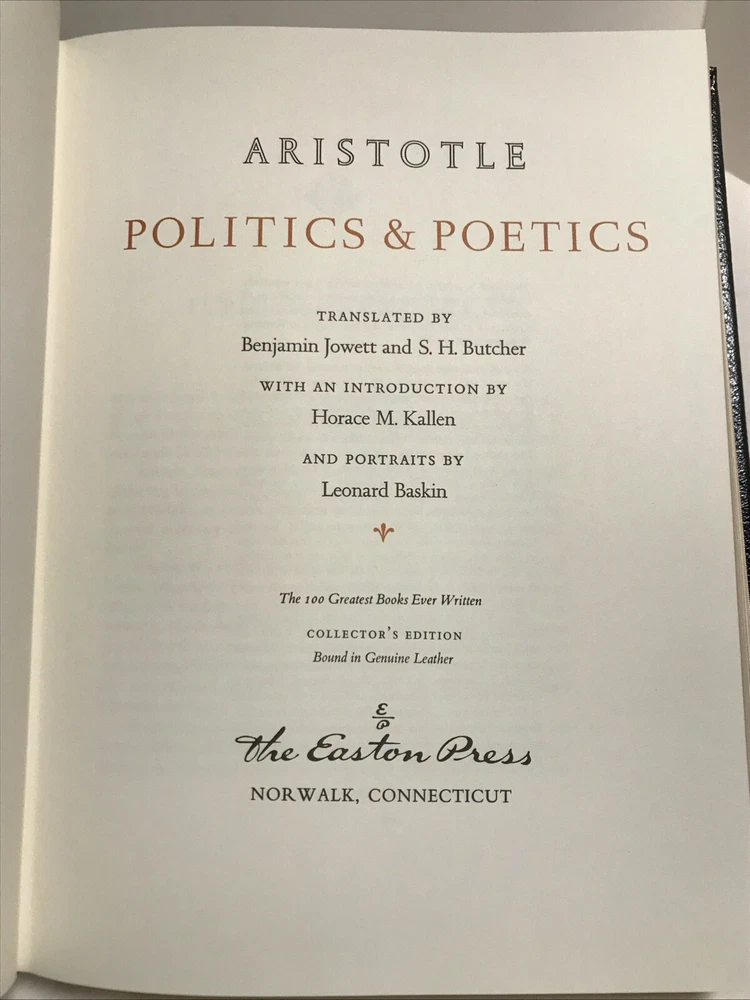 ARISTOTLE
POLITICS & POETICS
TRANSLATED BY
Benjamin Jowett and S. H. Butcher
WITH AN INTRODUCTION BY
Horace M. Kallen
AND PORTRAITS BY
Leonard Baskin
The 100 Greatest Books Ever Written
COLLECTOR'S EDITION
Bound in Genuine Leather
E
P
The Easton Press
NORWALK, CONNECTICUT